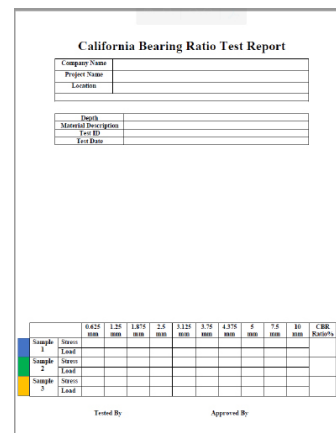 California Bearing Ratio Test Report
Company Name
Project Name
Location
Depth
Material Description
Test ID
Test Date
0.625 mm 1.25 mm 1.875 mm 2.5 mm 3.125 mm 3.75 mm 4.375 mm 5 mm 7.5 mm 10 mm CBR Ratio%
Sample 1 Stress
Load
Sample 2 Stress
Load
Sample 3 Stress
Load
Tested By Approved By